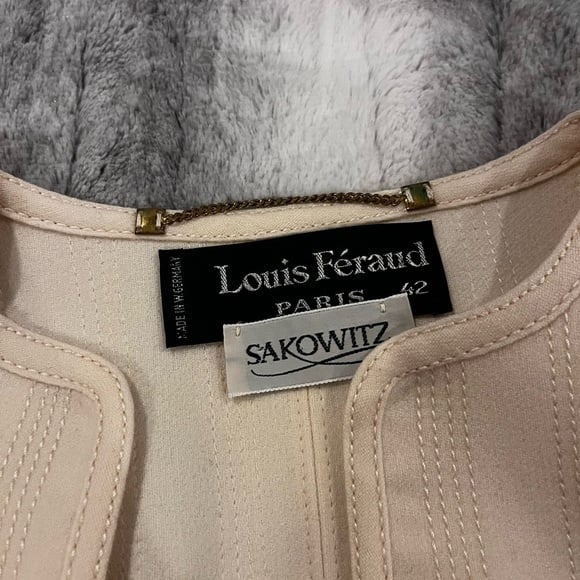 MADE IN W.GERMANY
Louis Féraud
PARIS 42
SAKOWITZ